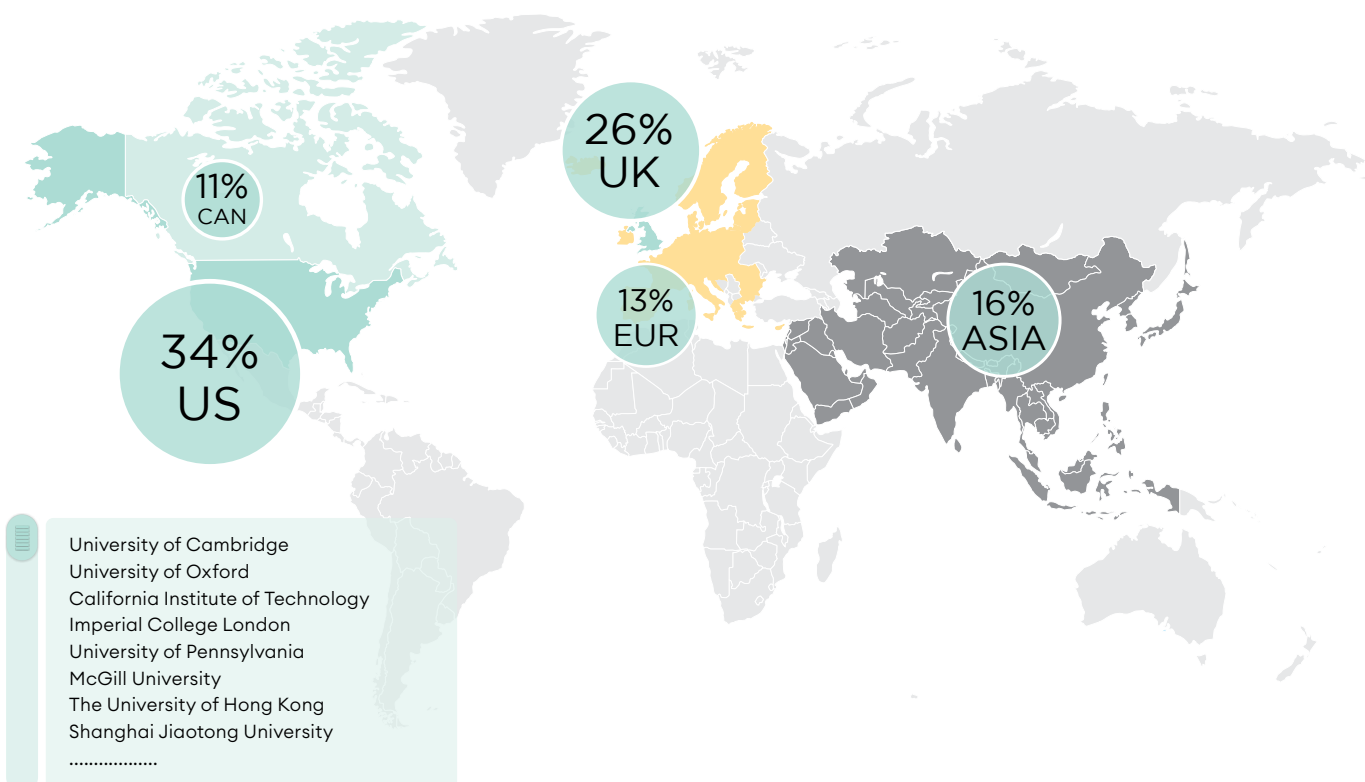 26%
UK
11%
CAN
13%
EUR
16%
ASIA
34%
US
University of Cambridge
University of Oxford
California Institute of Technology
Imperial College London
University of Pennsylvania
McGill University
The University of Hong Kong
Shanghai Jiaotong University
..................